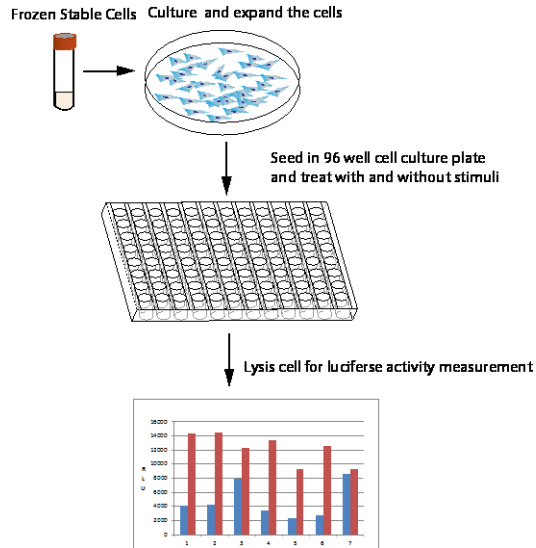 Frozen Stable Cells
Culture and expand the cells
Seed in 96 well cell culture plate
and treat with and without stimuli
Lysis cell for luciferse activity measurement
16000
14000
12000
10000
8000
6000
4000
2000
0
R L U
1 2 3 4 5 6 7